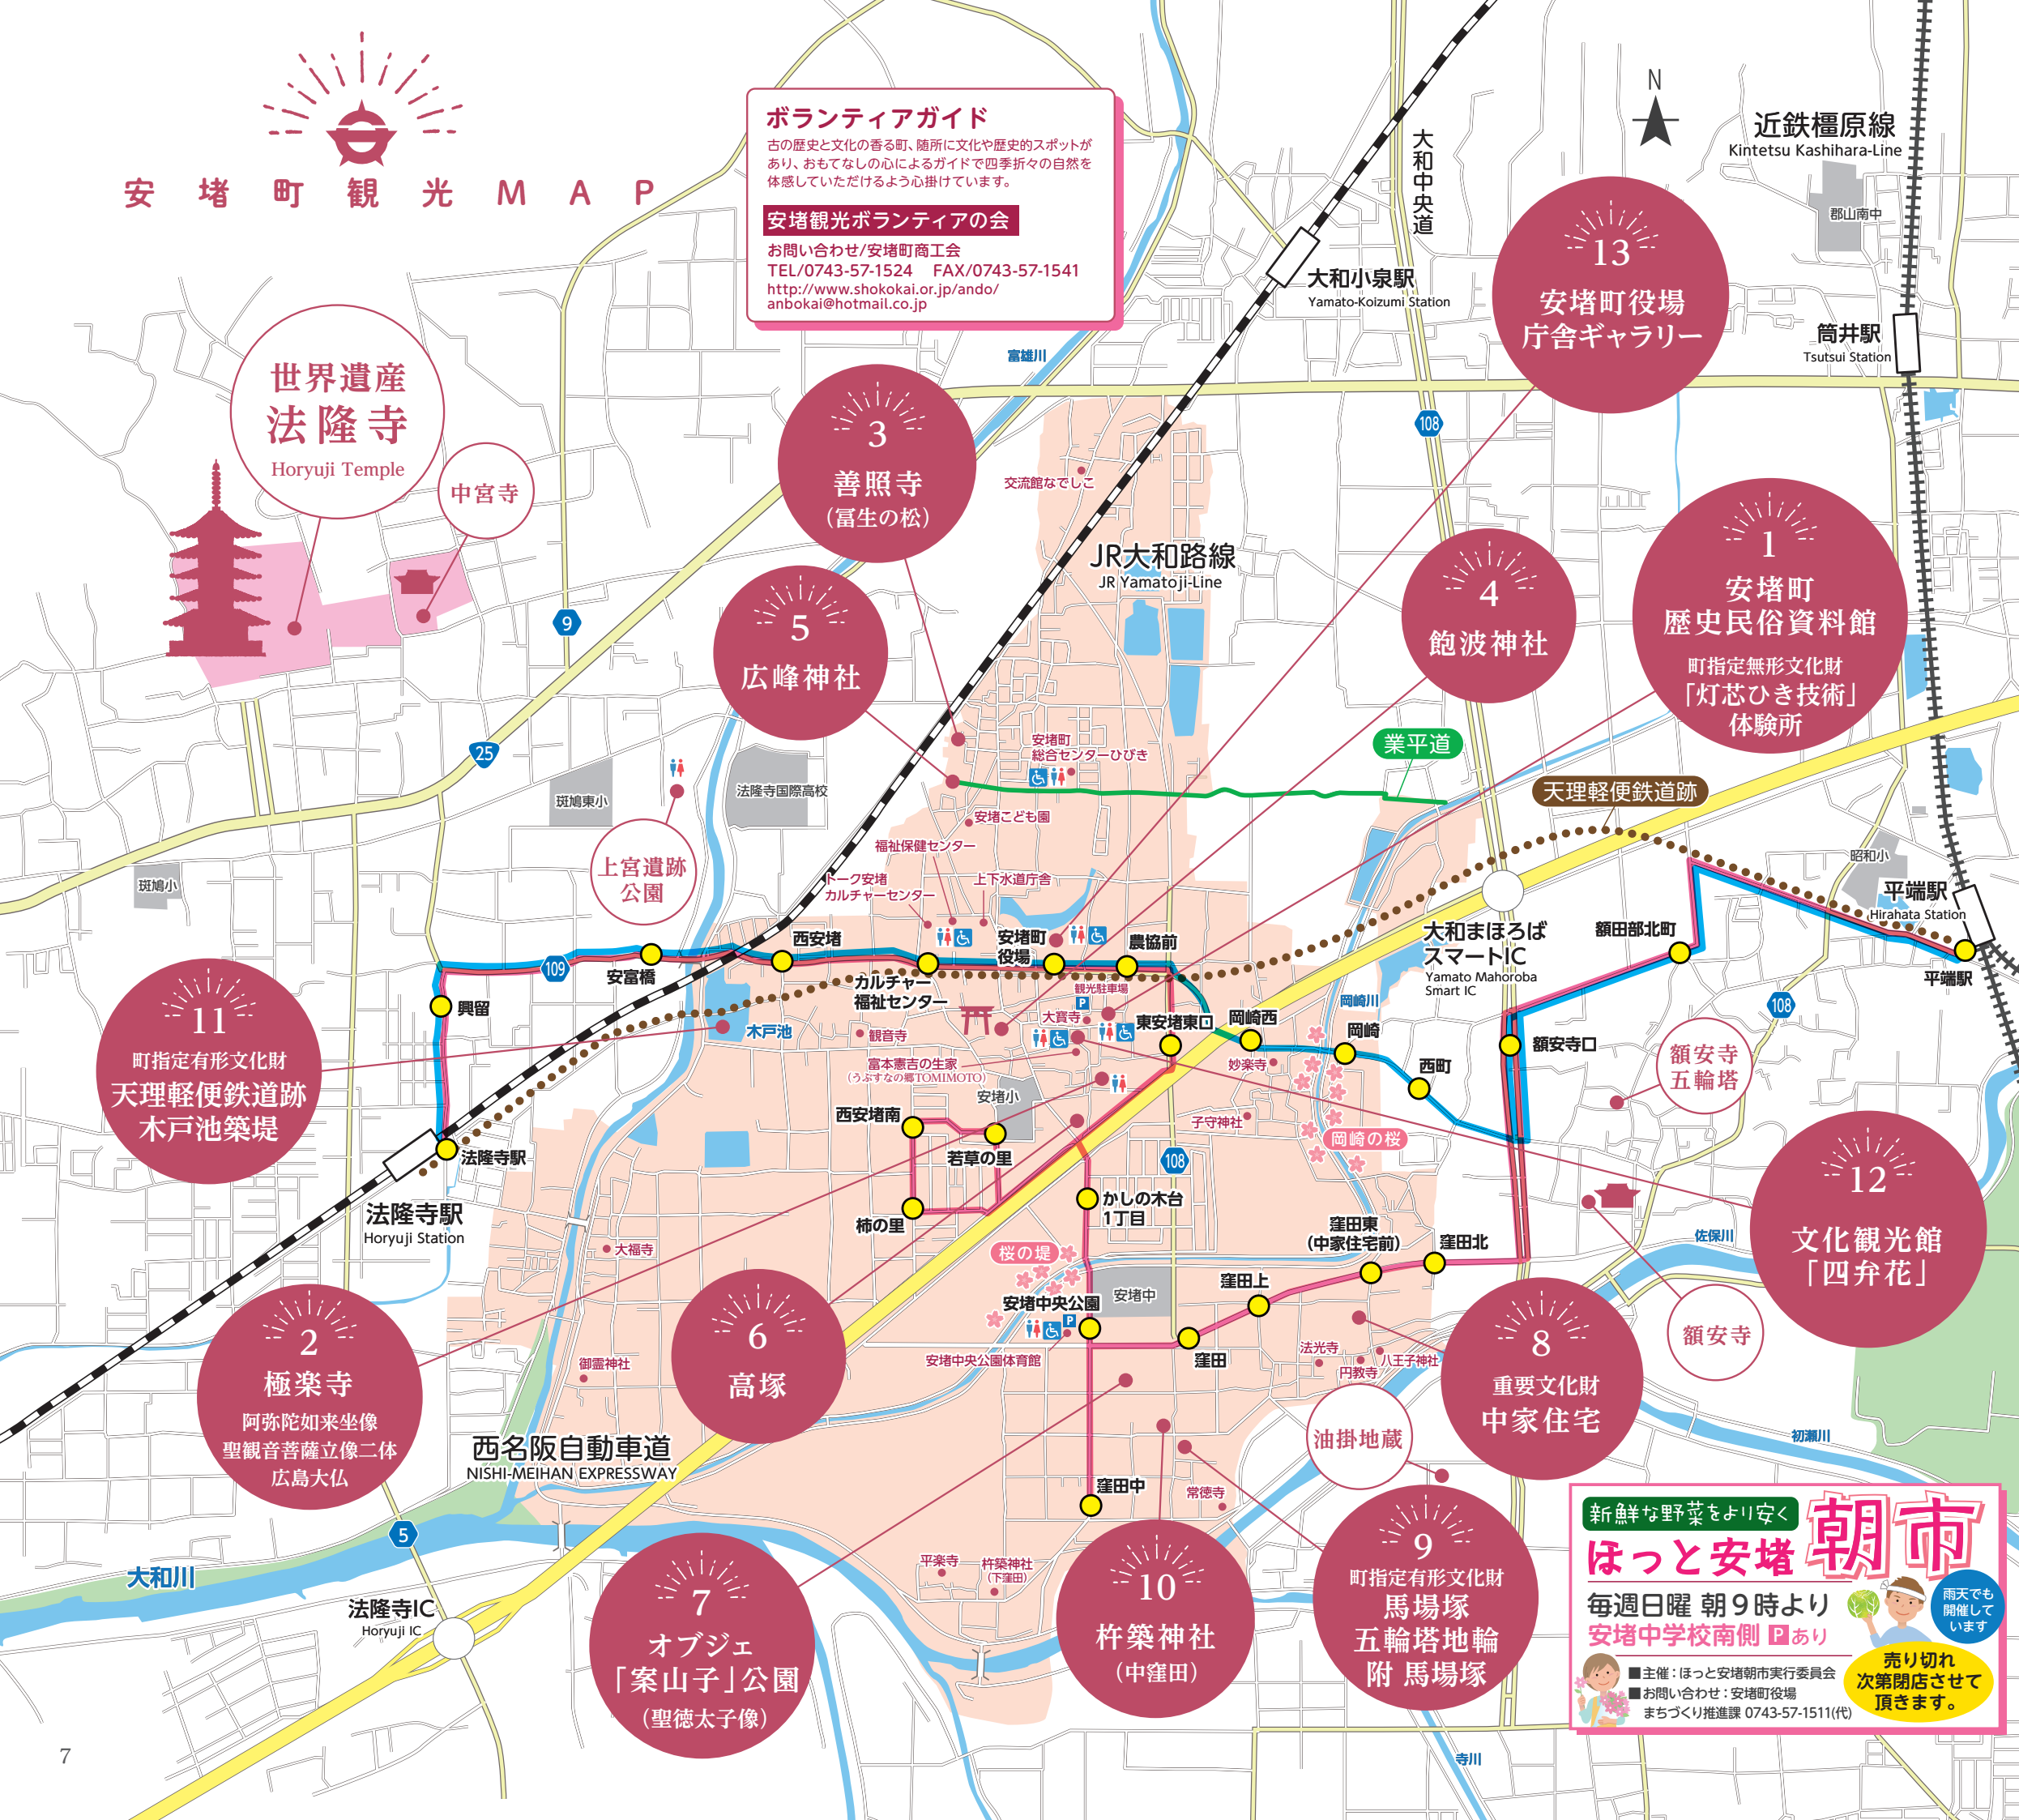 安堵町観光MAP
ボランティアガイド
古の歴史と文化の香る町、随所に文化や歴史的スポットが
あり、おもてなしの心によるガイドで四季折々の自然を
体感していただけるよう心掛けています。
安堵観光ボランティアの会
お問い合わせ/安堵町商工会
TEL/0743-57-1524 FAX/0743-57-1541
http://www.shokokai.or.jp/ando/
anbokai@hotmail.co.jp
N
近鉄橿原線
Kintetsu Kashihara-Line
郡山南中
大和中央道
大和小泉駅
Yamato-Koizumi Station
13
安堵町役場
庁舎ギャラリー
筒井駅
Tsutsui Station
富雄川
世界遺産
法隆寺
Horyuji Temple
中宮寺
3
善照寺
（冨生の松）
108
交流館なでしこ
JR大和路線
JR Yamatoji-Line
4
飽波神社
1
安堵町
歴史民俗資料館
町指定無形文化財
「灯芯ひき技術」
体験所
5
広峰神社
9
25
安堵町
総合センターひびき
業平道
天理軽便鉄道跡
斑鳩東小
法隆寺国際高校
安堵こども園
福祉保健センター
上宮遺跡
公園
トーク安堵
カルチャーセンター
上下水道庁舎
斑鳩小
昭和小
平端駅
Hirahata Station
平端駅
額田部北町
大和まほろば
スマートIC
Yamato Mahoroba
Smart IC
西安堵
安堵町
役場
農協前
109
安富橋
カルチャー
福祉センター
興留
観光駐車場
P
大寶寺
東安堵東口
岡崎西
岡崎川
岡崎
108
額安寺口
額安寺
五輪塔
11
町指定有形文化財
天理軽便鉄道跡
木戸池築堤
木戸池
観音寺
富本憲吉の生家
（うぶすなの郷TOMIMOTO）
妙楽寺
西町
安堵小
西安堵南
子守神社
岡崎の桜
法隆寺駅
若草の里
108
12
文化観光館
「四弁花」
法隆寺駅
Horyuji Station
柿の里
かしの木台
1丁目
大福寺
桜の堤
窪田東
（中家住宅前）
窪田北
佐保川
窪田上
安堵中
安堵中央公園
P
2
極楽寺
阿弥陀如来坐像
聖観音菩薩立像二体
広島大仏
6
高塚
御霊神社
安堵中央公園体育館
窪田
法光寺
円教寺
八王子神社
8
重要文化財
中家住宅
額安寺
西名阪自動車道
NISHI-MEIHAN EXPRESSWAY
油掛地蔵
初瀬川
窪田中
常徳寺
5
大和川
法隆寺IC
Horyuji IC
7
オブジェ
「案山子」公園
（聖徳太子像）
平楽寺
杵築神社
（下窪田）
10
杵築神社
（中窪田）
9
町指定有形文化財
馬場塚
五輪塔地輪
附 馬場塚
寺川
新鮮な野菜をより安く
ほっと安堵 朝市
毎週日曜 朝9時より
安堵中学校南側 Pあり
雨天でも
開催して
います
■主催：ほっと安堵朝市実行委員会
■お問い合わせ：安堵町役場
まちづくり推進課 0743-57-1511(代)
売り切れ
次第閉店させて
頂きます。
7